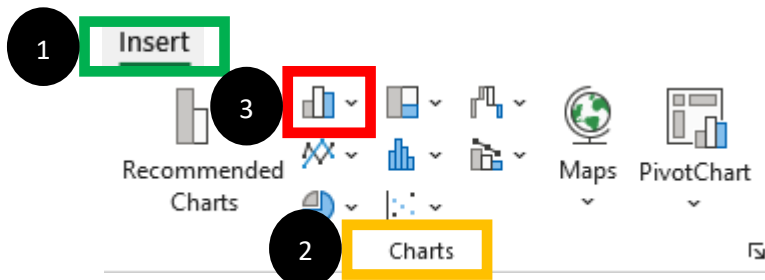 1
Insert
3
Recommended
Charts
Maps
PivotChart
2
Charts